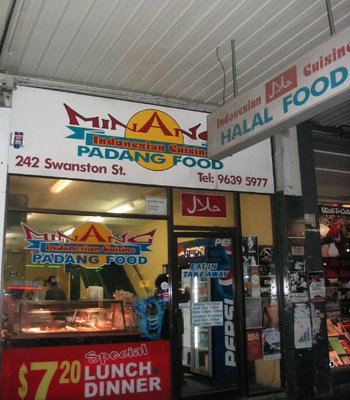 MINANG
Indonesian Cuisine
PADANG FOOD
242 Swanston St.
Tel: 9639 5977
Indonesian حلال Cuisine
HALAL FOOD
حلال
MINANG
Indonesian Cuisine
PADANG FOOD
EAT IN
TAKE AWAY
PEPSI
PEPSI
Special
$7.20 LUNCH &
DINNER